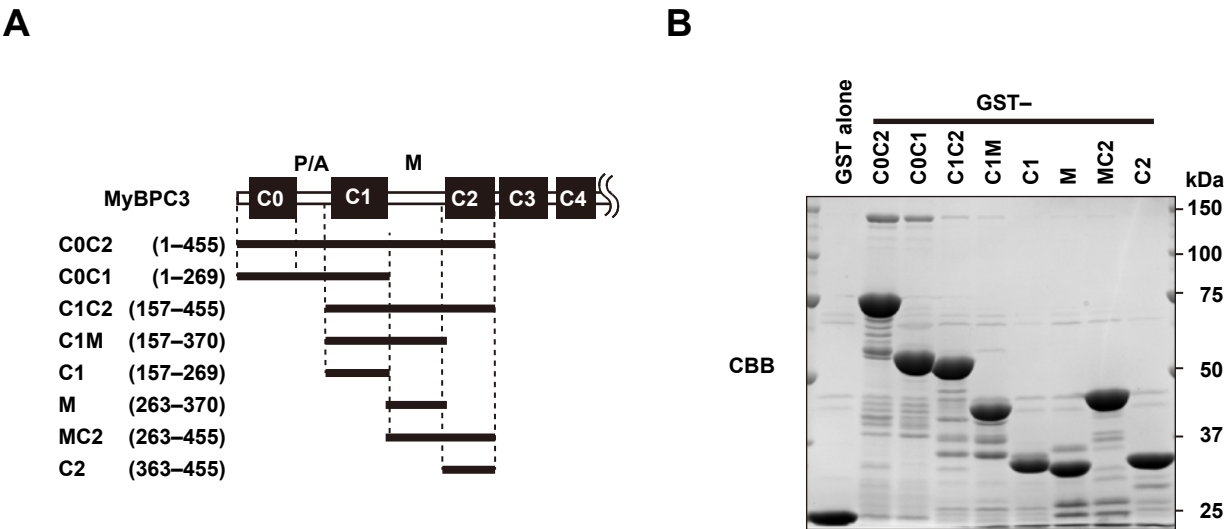 A
P/A
M
MyBPC3
C0
C1
C2
C3
C4
C0C2 (1–455)
C0C1 (1–269)
C1C2 (157–455)
C1M (157–370)
C1 (157–269)
M (263–370)
MC2 (263–455)
C2 (363–455)
B
GST–
GST alone
C0C2
C0C1
C1C2
C1M
C1
M
MC2
C2
kDa
150
100
75
50
37
25
CBB